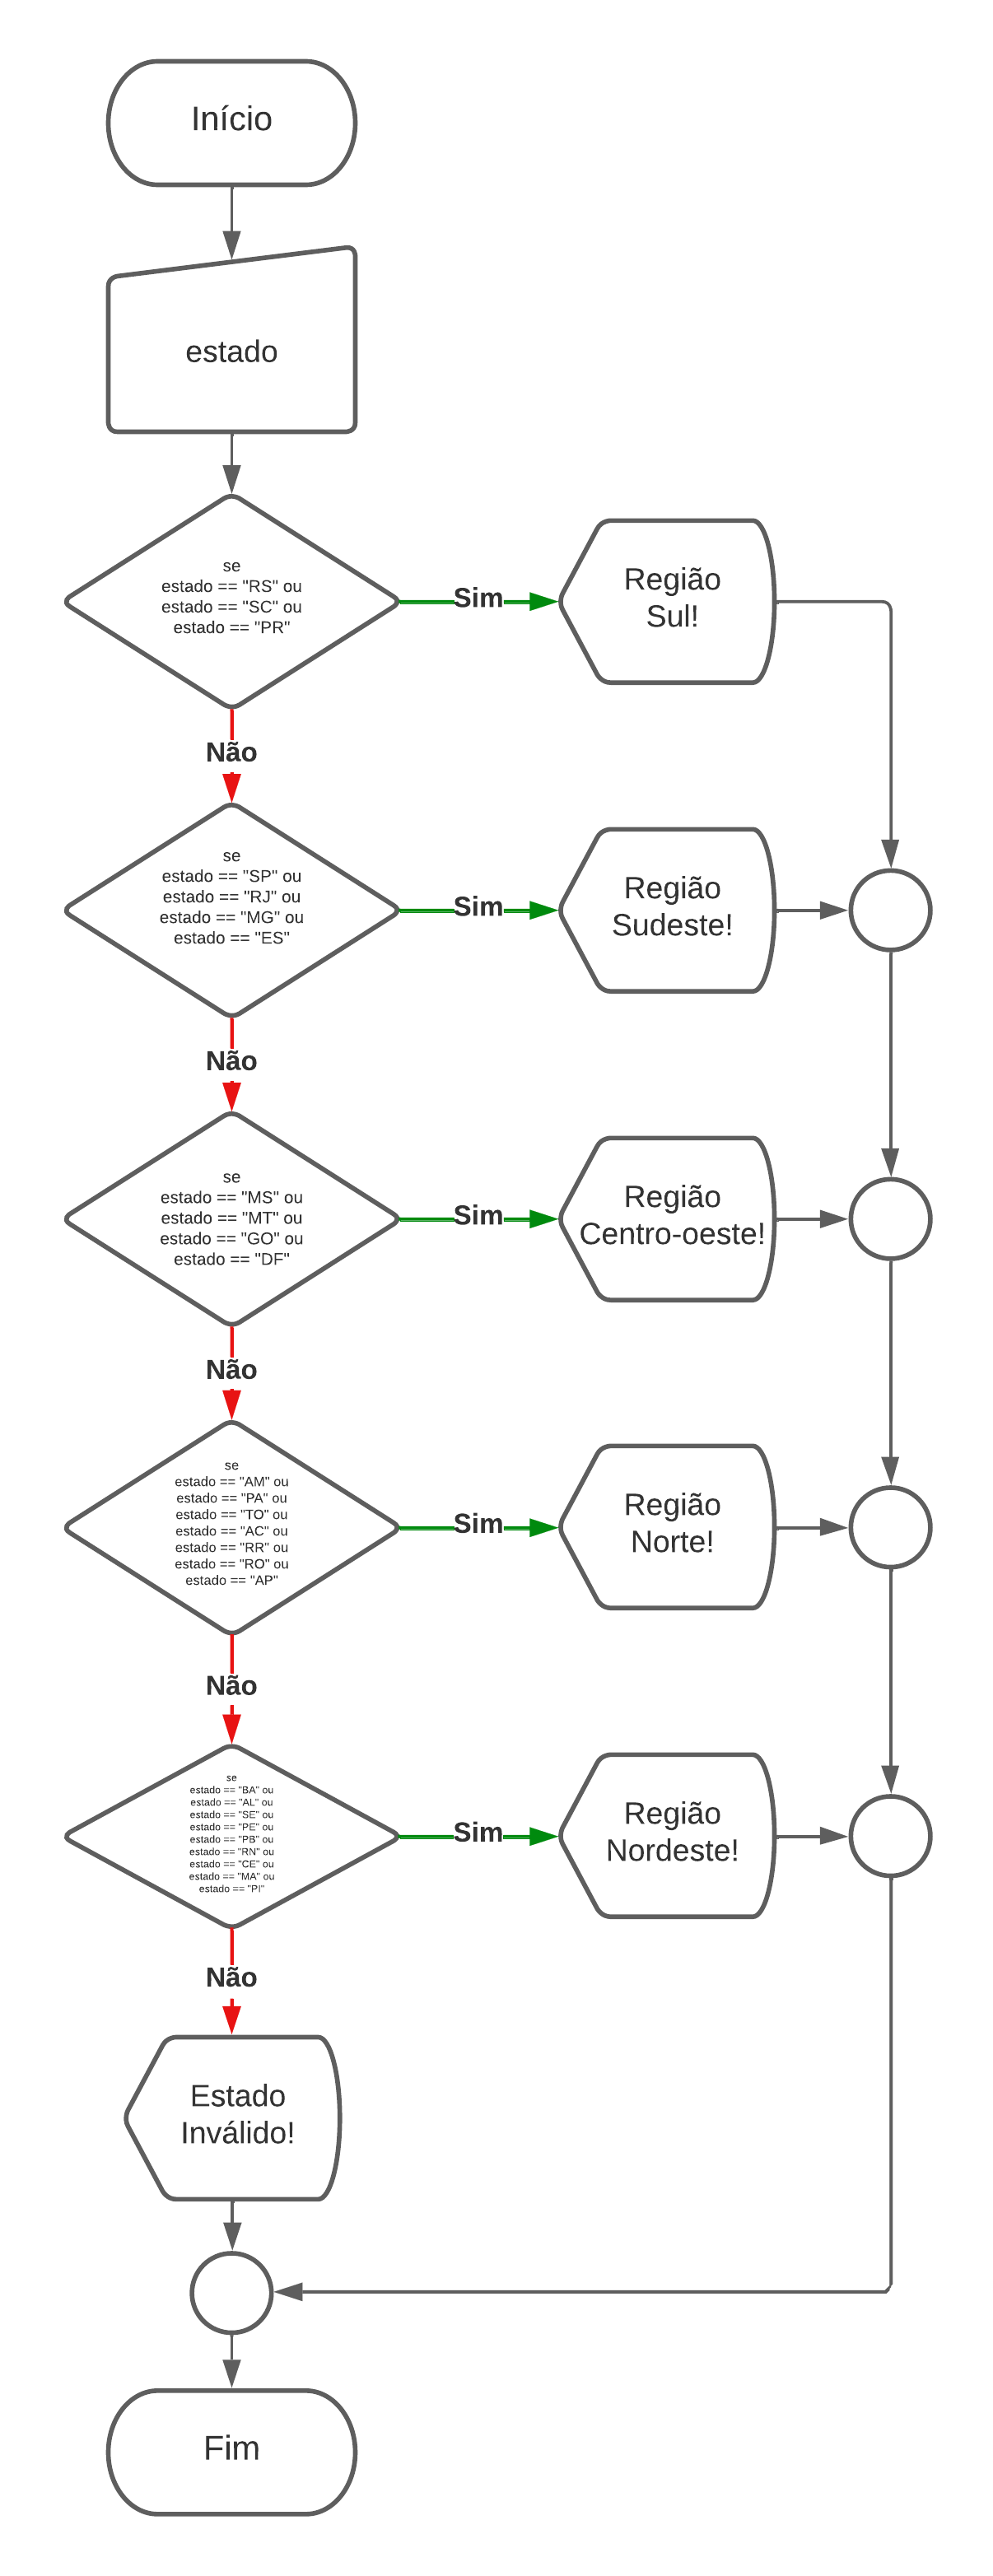 Início
estado
se
estado == "RS" ou
estado == "SC" ou
estado == "PR"
Sim
Região
Sul!
Não
se
estado == "SP" ou
estado == "RJ" ou
estado == "MG" ou
estado == "ES"
Sim
Região
Sudeste!
Não
se
estado == "MS" ou
estado == "MT" ou
estado == "GO" ou
estado == "DF"
Sim
Região
Centro-oeste!
Não
se
estado == "AM" ou
estado == "PA" ou
estado == "TO" ou
estado == "AC" ou
estado == "RR" ou
estado == "RO" ou
estado == "AP"
Sim
Região
Norte!
Não
se
estado == "BA" ou
estado == "AL" ou
estado == "SE" ou
estado == "PE" ou
estado == "PB" ou
estado == "RN" ou
estado == "CE" ou
estado == "MA" ou
estado == "PI"
Sim
Região
Nordeste!
Não
Estado
Inválido!
Fim